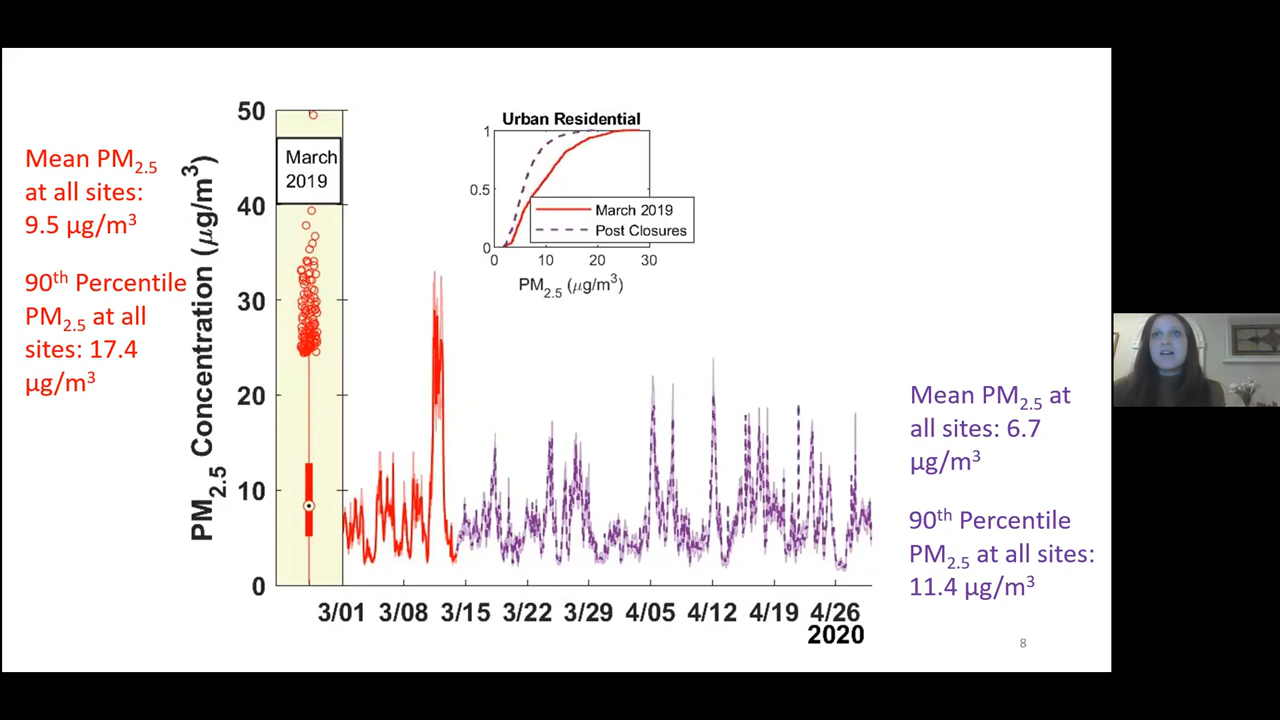 Mean PM2.5
at all sites:
9.5 µg/m³
90th Percentile
PM2.5 at all
sites: 17.4
µg/m³
PM2.5 Concentration (µg/m³)
50
40
30
20
10
0
March
2019
Urban Residential
1
0.5
0
0
10
20
30
March 2019
Post Closures
PM2.5 (µg/m³)
3/01
3/08
3/15
3/22
3/29
4/05
4/12
4/19
4/26
2020
Mean PM2.5 at
all sites: 6.7
µg/m³
90th Percentile
PM2.5 at all sites:
11.4 µg/m³
8